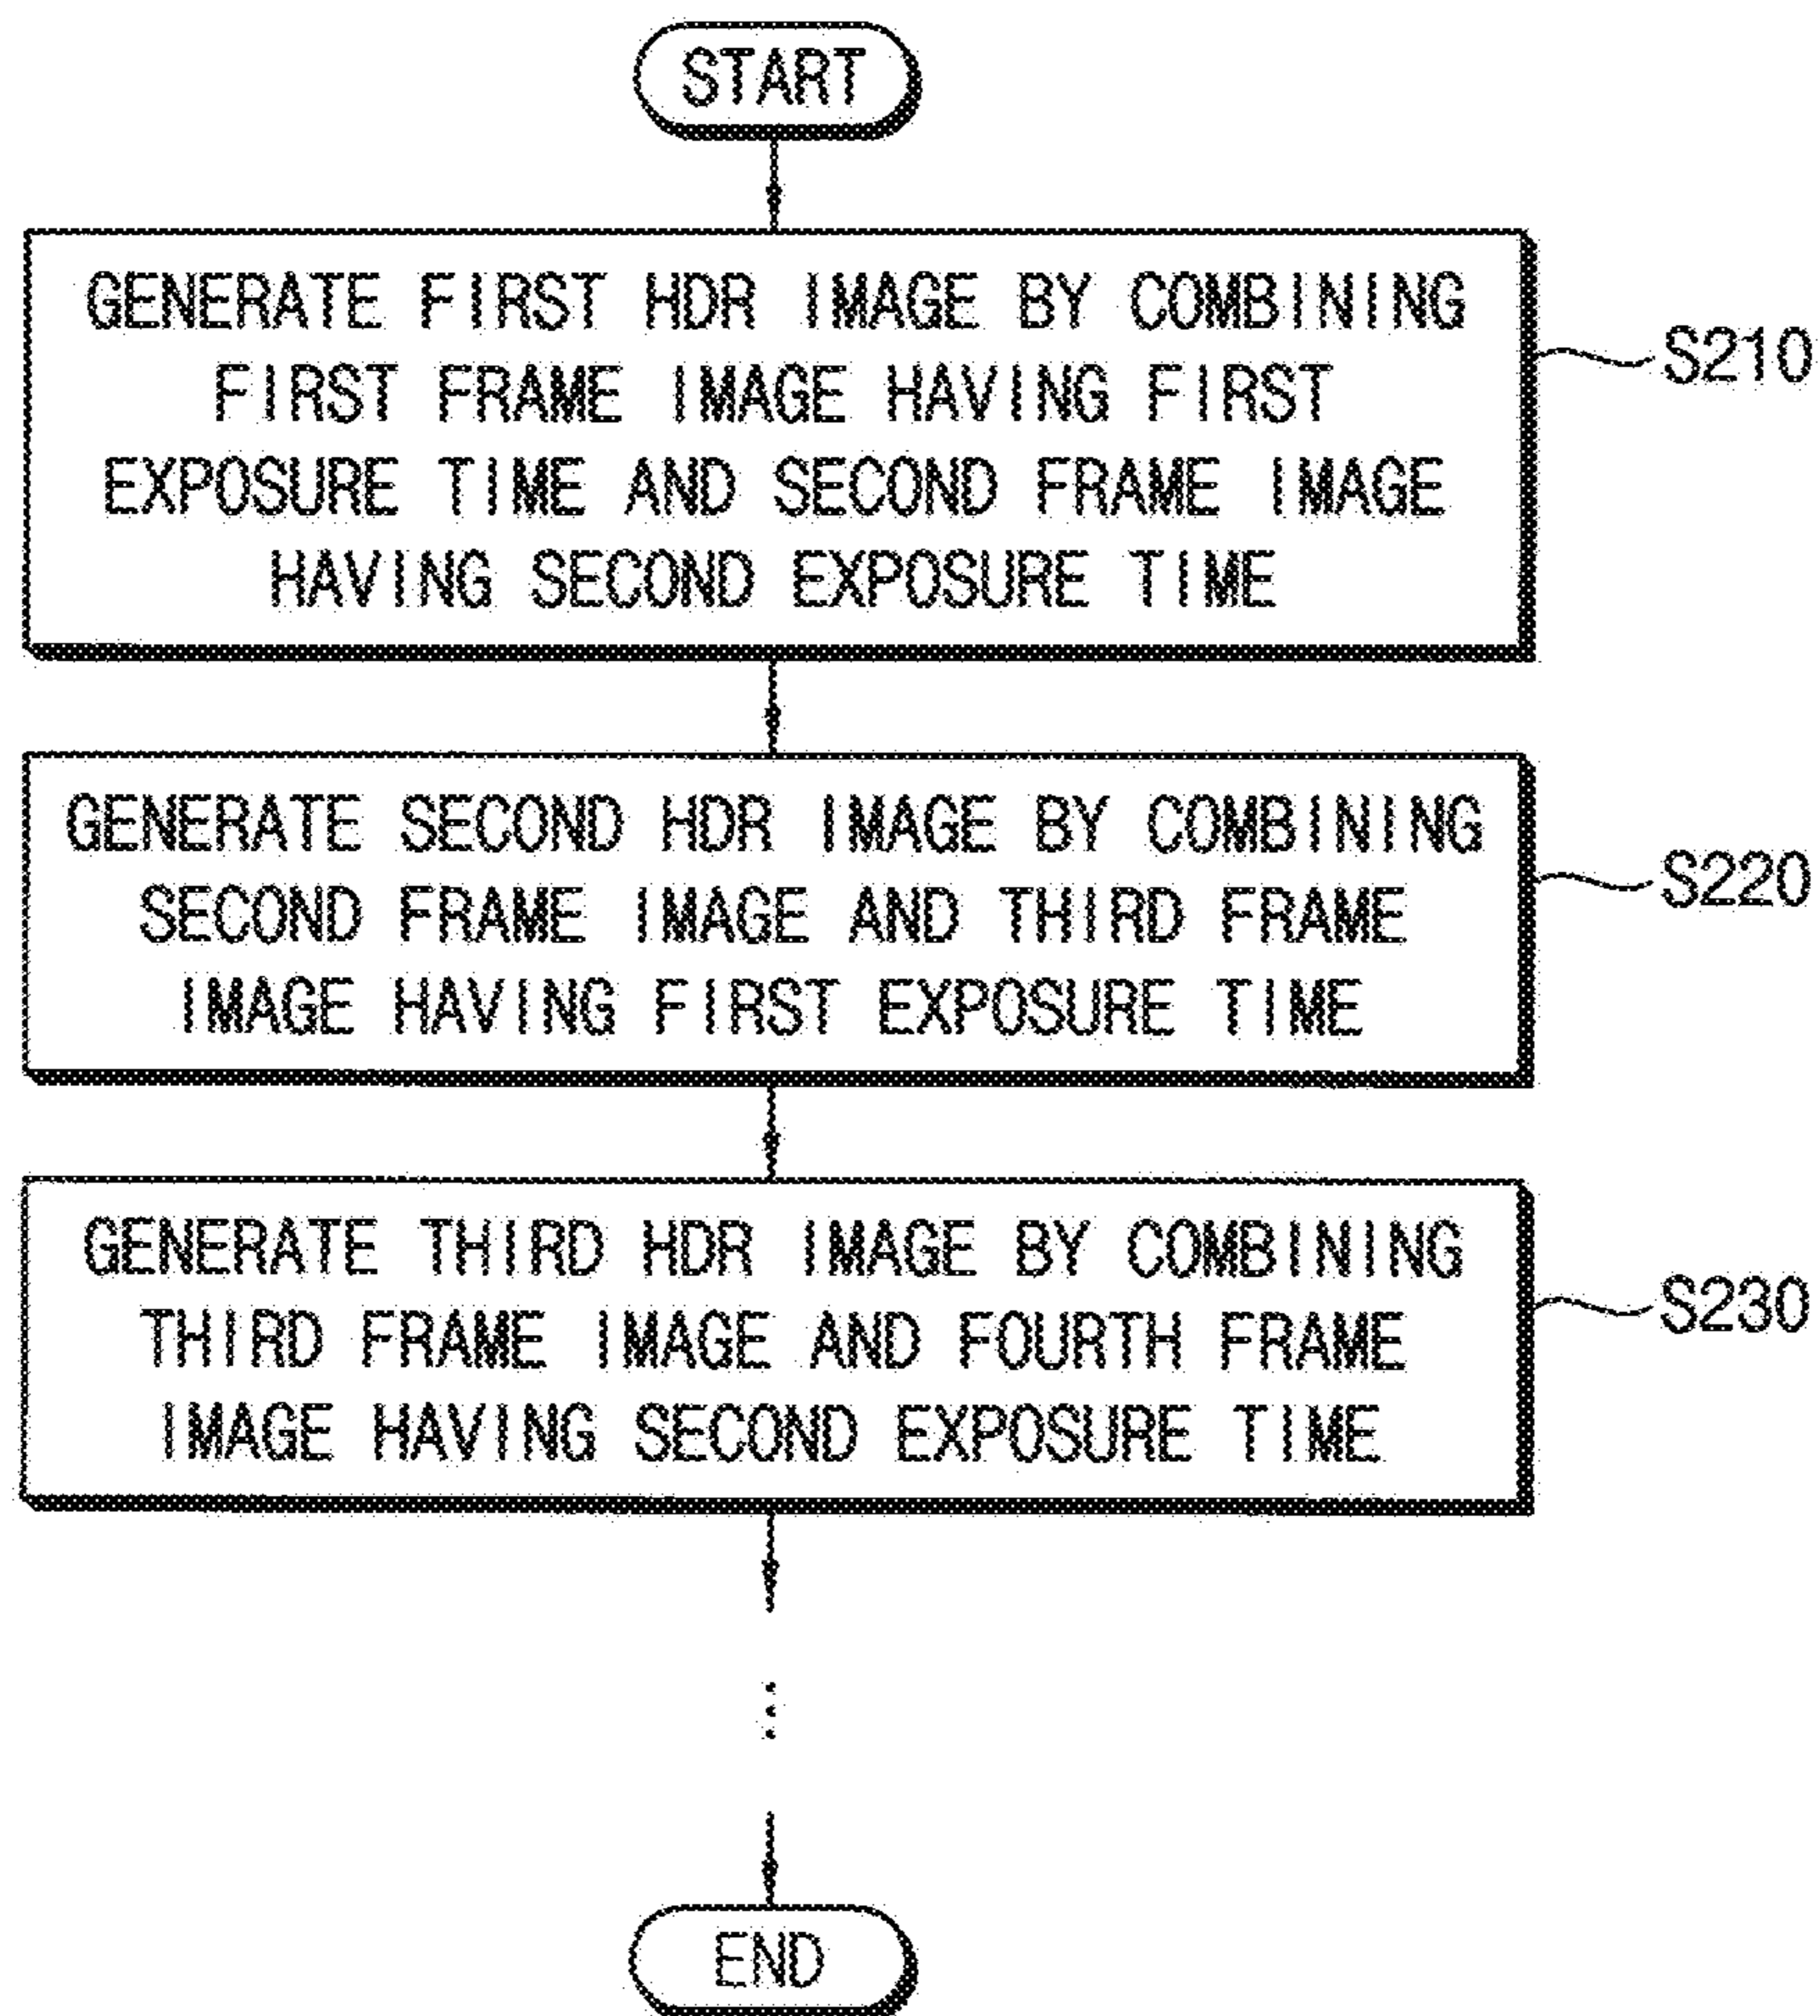 START
GENERATE FIRST HDR IMAGE BY COMBINING
FIRST FRAME IMAGE HAVING FIRST
EXPOSURE TIME AND SECOND FRAME IMAGE
HAVING SECOND EXPOSURE TIME
S210
GENERATE SECOND HDR IMAGE BY COMBINING
SECOND FRAME IMAGE AND THIRD FRAME
IMAGE HAVING FIRST EXPOSURE TIME
S220
GENERATE THIRD HDR IMAGE BY COMBINING
THIRD FRAME IMAGE AND FOURTH FRAME
IMAGE HAVING SECOND EXPOSURE TIME
S230
END